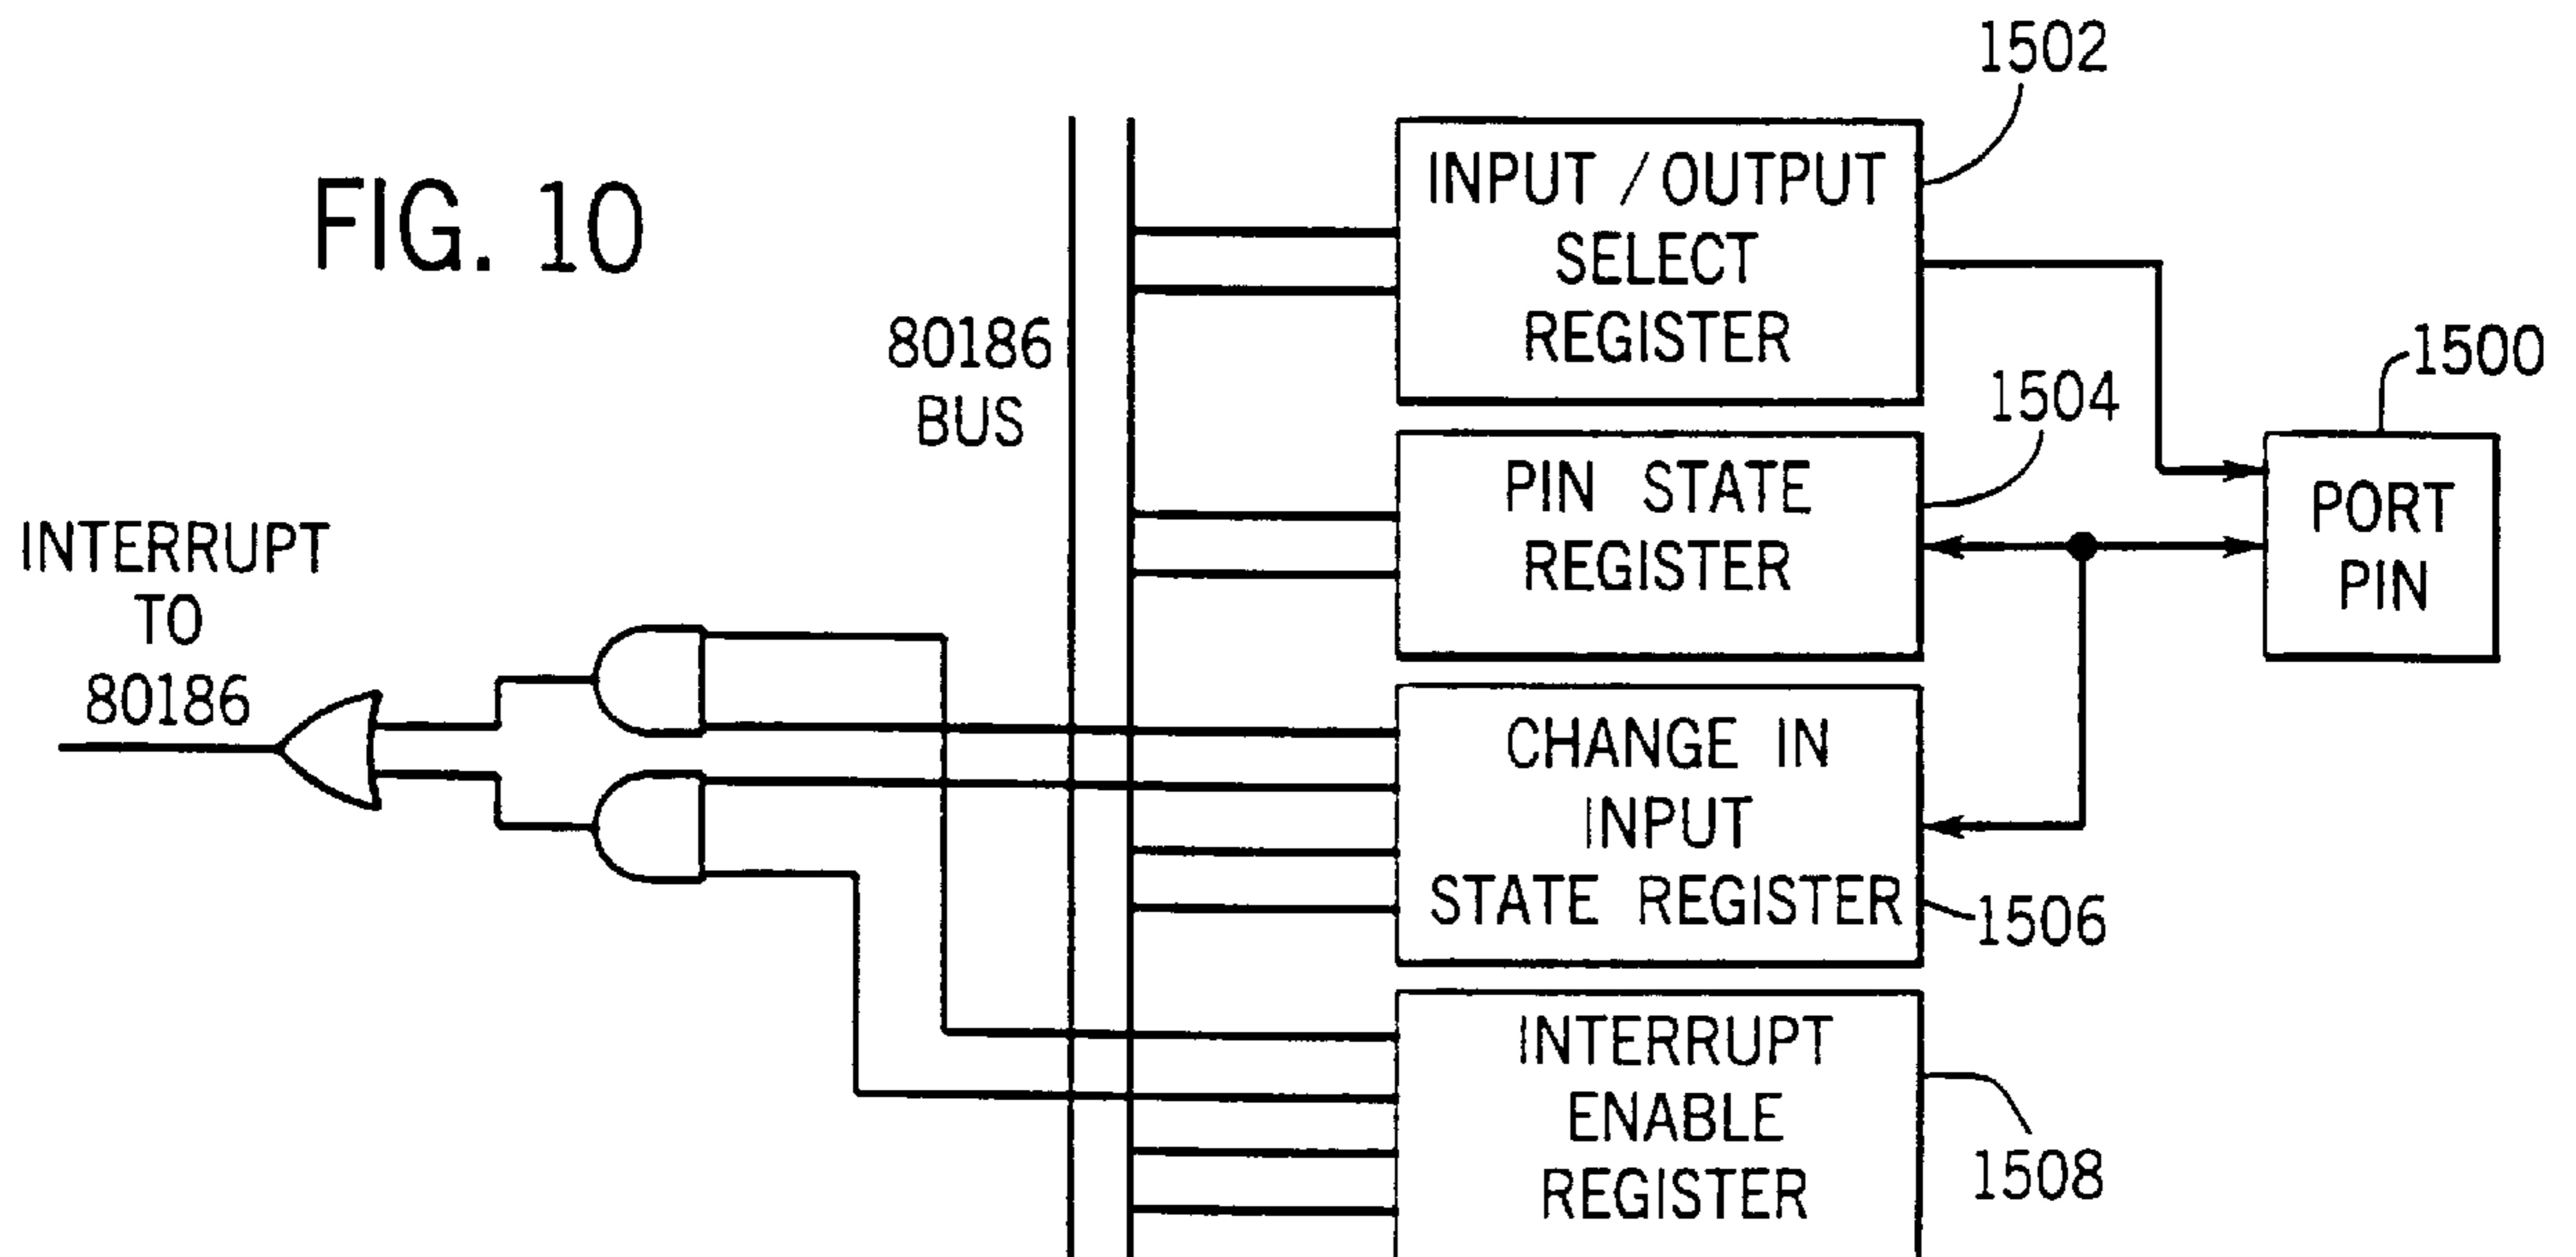 FIG. 10
1502
INPUT / OUTPUT
SELECT
REGISTER
80186
BUS
1500
1504
PIN STATE
REGISTER
PORT
PIN
INTERRUPT
TO
80186
CHANGE IN
INPUT
STATE REGISTER
1506
INTERRUPT
ENABLE
REGISTER
1508